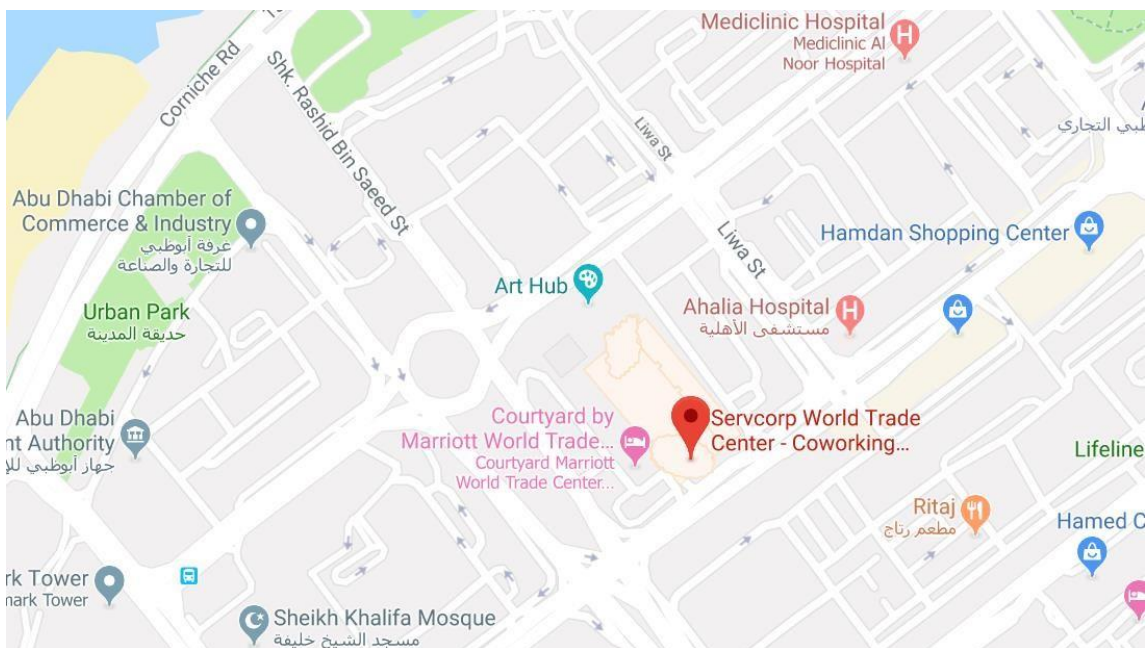 Mediclinic Hospital
Mediclinic Al
Noor Hospital
Corniche Rd
Shk. Rashid Bin Saeed St
Liwa St
ظبي التجاري
Abu Dhabi Chamber of
Commerce & Industry
غرفة أبوظبي
للتجارة والصناعة
Liwa St
Hamdan Shopping Center
Art Hub
Urban Park
حديقة المدينة
Ahalia Hospital
مستشفى الأهلية
Abu Dhabi
nt Authority
جهاز أبوظبي للإ
Courtyard by
Marriott World Trade...
Courtyard Marriott
World Trade Center...
Servcorp World Trade
Center - Coworking...
Lifeline
Ritaj
مطعم رتاج
Hamed C
rk Tower
mark Tower
Sheikh Khalifa Mosque
مسجد الشيخ خليفة